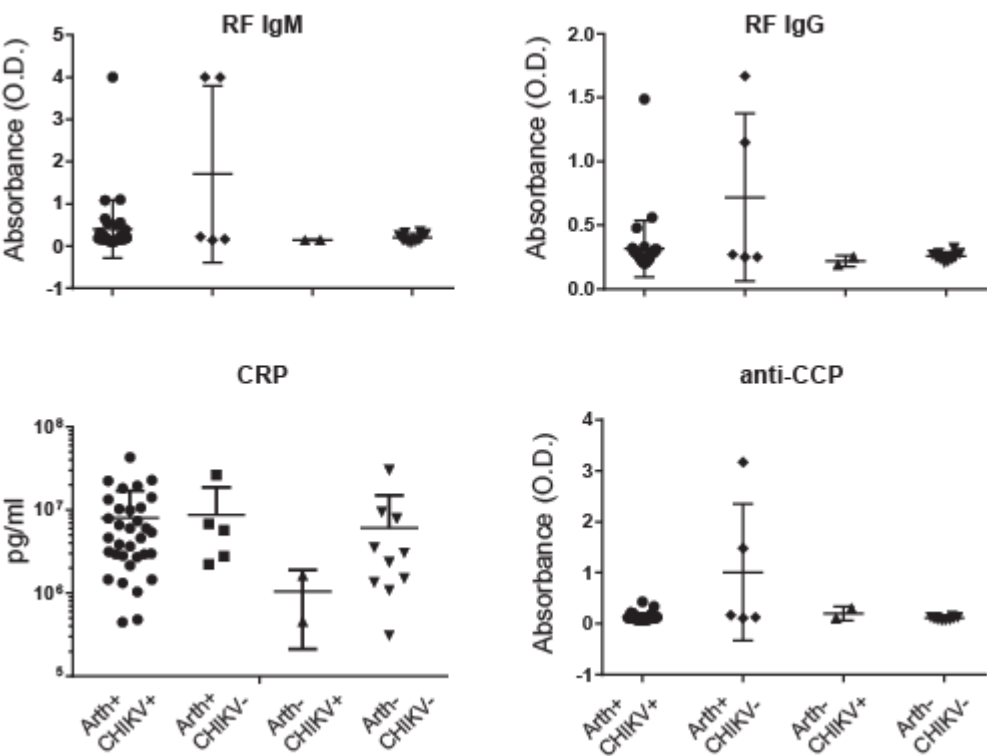 RF IgM
Absorbance (O.D.)
5
4
3
2
1
0
-1
RF IgG
Absorbance (O.D.)
2.0
1.5
1.0
0.5
0.0
CRP
pg/ml
10⁸
10⁷
10⁶
5
Arth+
CHIKV+
Arth+
CHIKV-
Arth-
CHIKV+
Arth-
CHIKV-
anti-CCP
Absorbance (O.D.)
4
3
2
1
0
-1
Arth+
CHIKV+
Arth+
CHIKV-
Arth-
CHIKV+
Arth-
CHIKV-